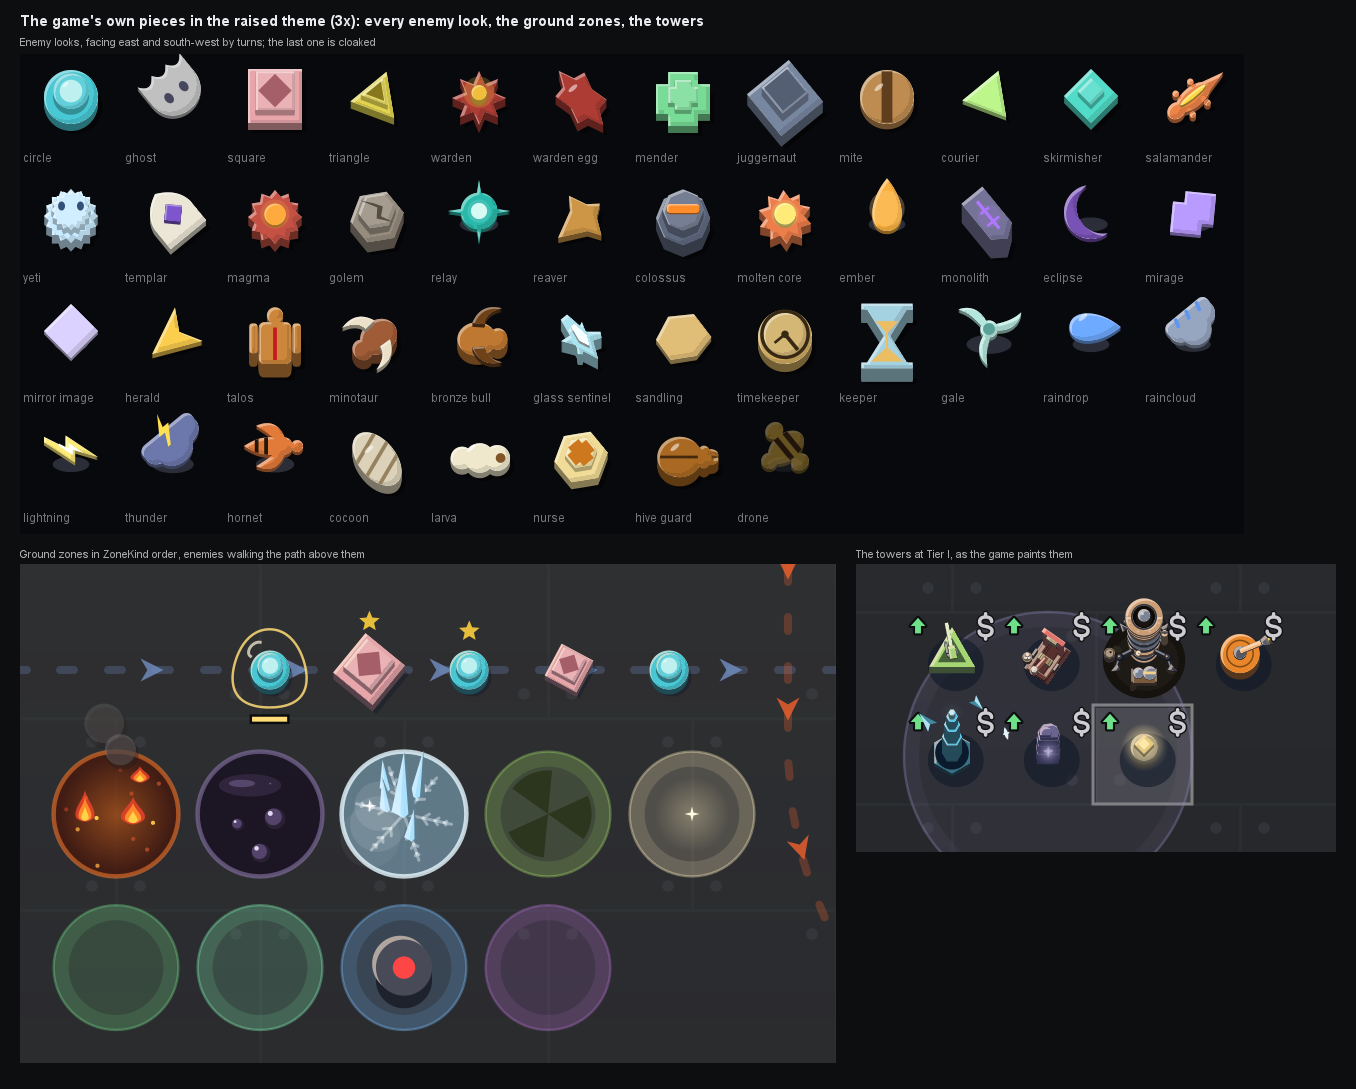 The game's own pieces in the raised theme (3x): every enemy look, the ground zones, the towers
Enemy looks, facing east and south-west by turns; the last one is cloaked
circle ghost square triangle warden warden egg mender juggernaut mite courier skirmisher salamander
yeti templar magma golem relay reaver colossus molten core ember monolith eclipse mirage
mirror image herald talos minotaur bronze bull glass sentinel sandling timekeeper keeper gale raindrop raincloud
lightning thunder hornet cocoon larva nurse hive guard drone
Ground zones in ZoneKind order, enemies walking the path above them
The towers at Tier I, as the game paints them
$ $ $ $
$ $ $